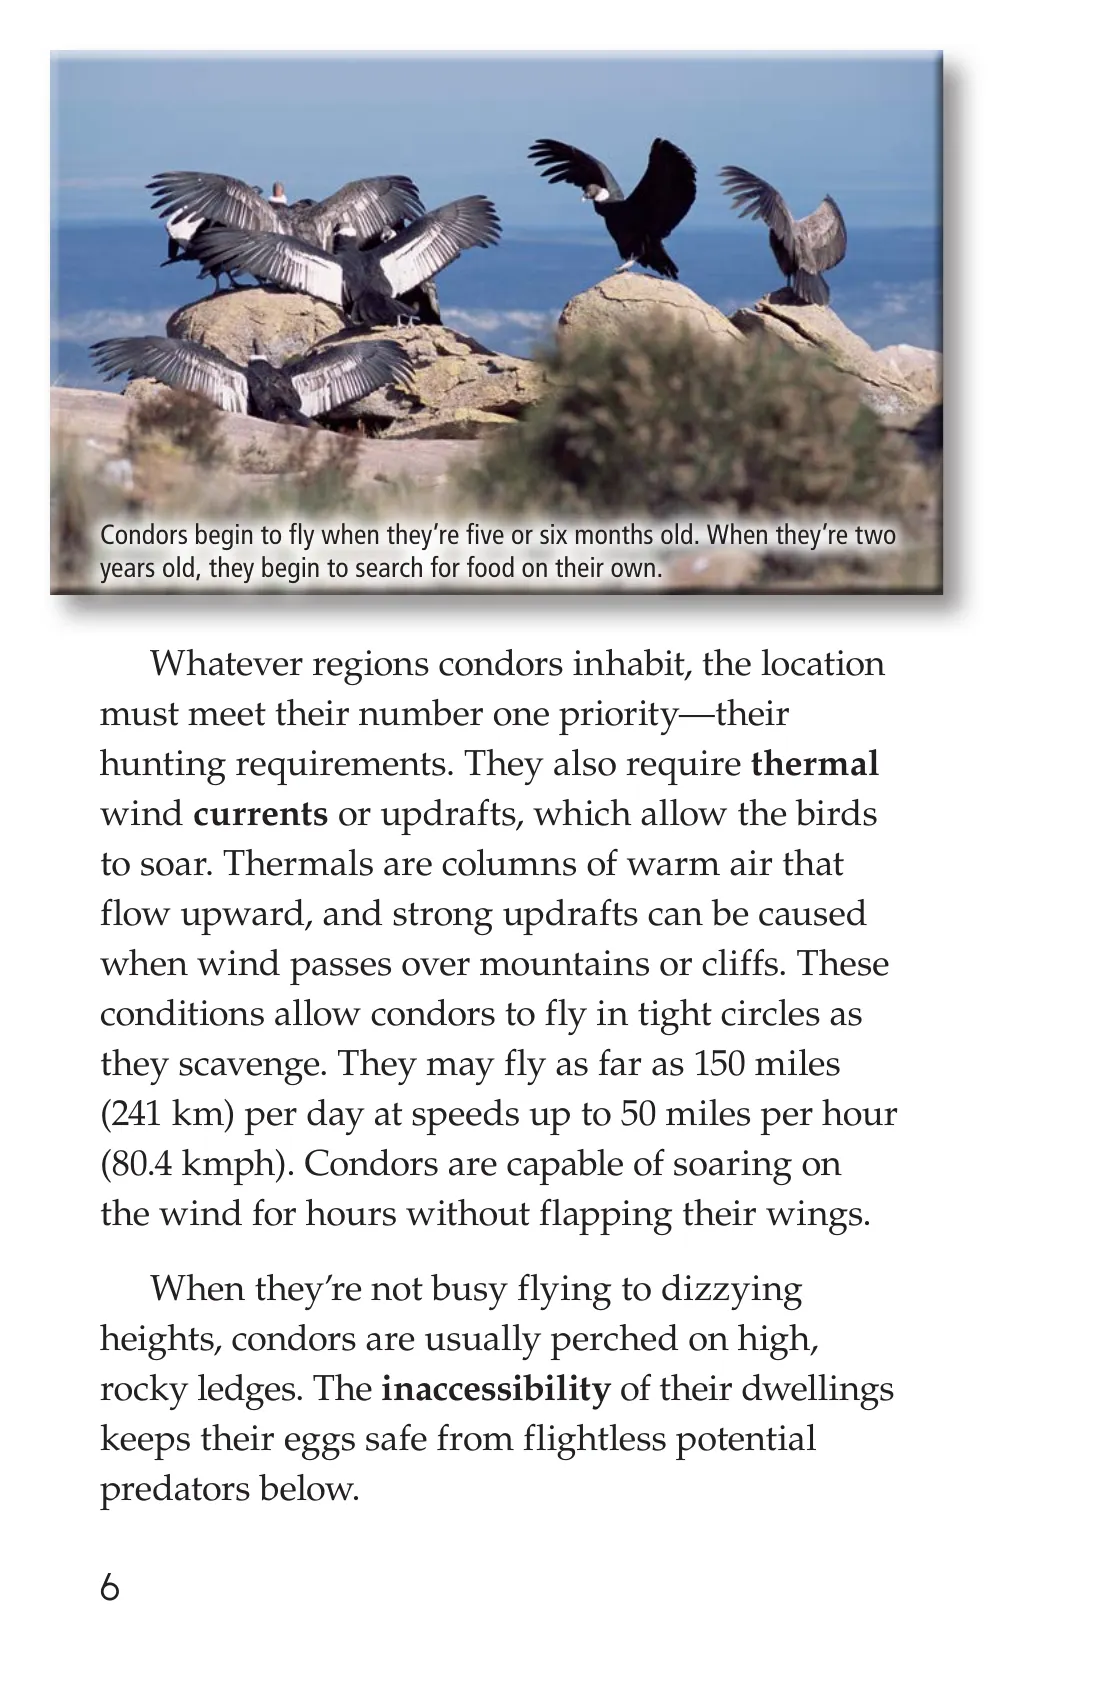 Condors begin to fly when they’re five or six months old. When they’re two
years old, they begin to search for food on their own.
Whatever regions condors inhabit, the location
must meet their number one priority—their
hunting requirements. They also require thermal
wind currents or updrafts, which allow the birds
to soar. Thermals are columns of warm air that
flow upward, and strong updrafts can be caused
when wind passes over mountains or cliffs. These
conditions allow condors to fly in tight circles as
they scavenge. They may fly as far as 150 miles
(241 km) per day at speeds up to 50 miles per hour
(80.4 kmph). Condors are capable of soaring on
the wind for hours without flapping their wings.
When they’re not busy flying to dizzying
heights, condors are usually perched on high,
rocky ledges. The inaccessibility of their dwellings
keeps their eggs safe from flightless potential
predators below.
6